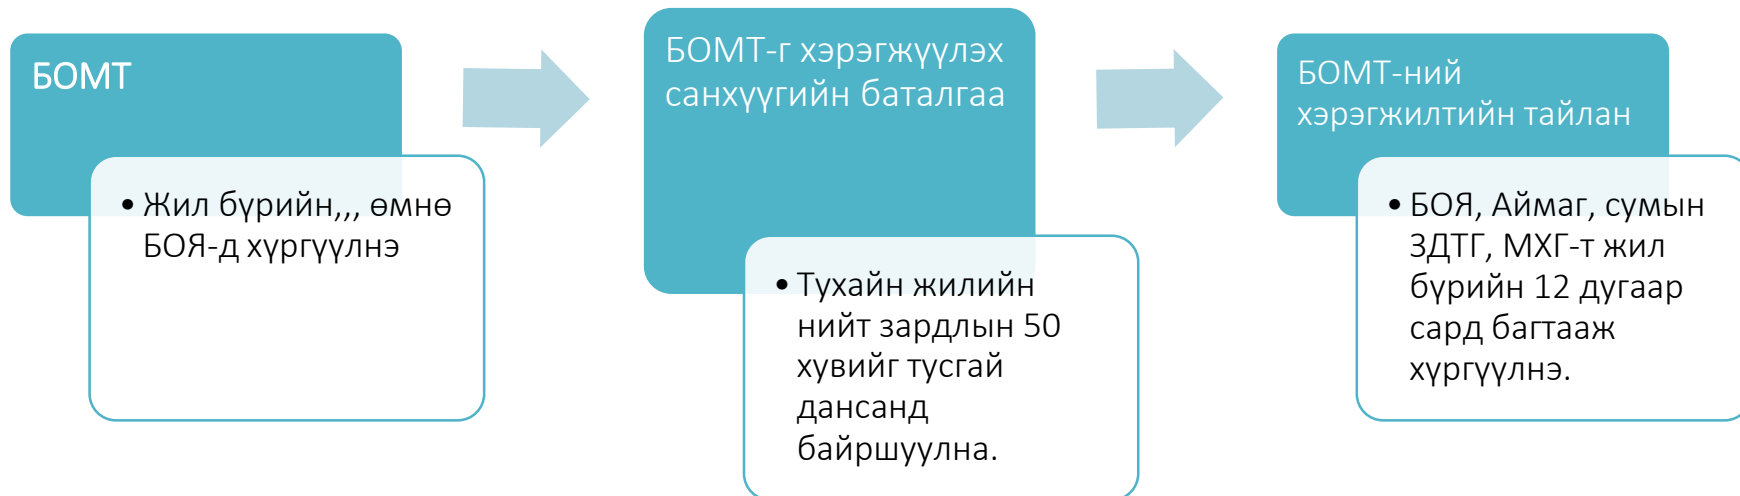 БОМТ
• Жил бүрийн,,, өмнө
БОЯ-д хүргүүлнэ
БОМТ-г хэрэгжүүлэх
санхүүгийн баталгаа
• Тухайн жилийн
нийт зардлын 50
хувийг тусгай
дансанд
байршуулна.
БОМТ-ний
хэрэгжилтийн тайлан
• БОЯ, Аймаг, сумын
ЗДТГ, МХГ-т жил
бүрийн 12 дугаар
сард багтааж
хүргүүлнэ.